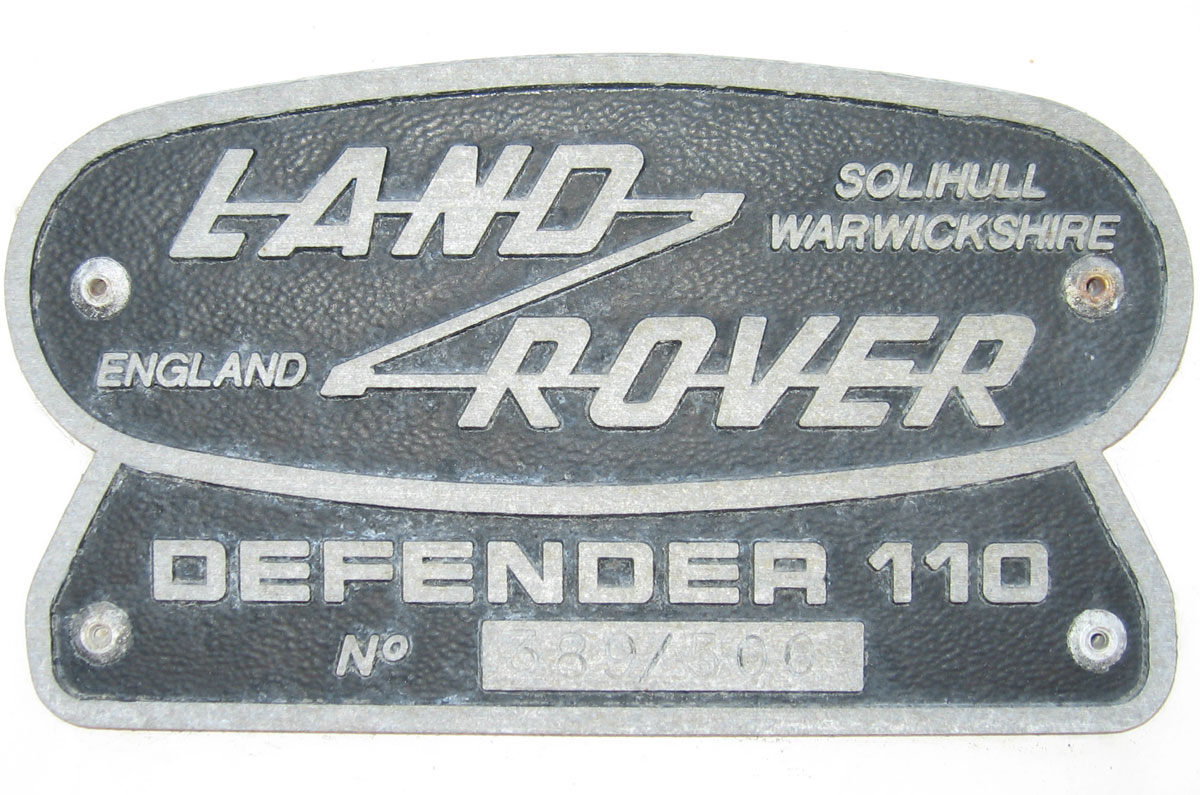 LAND
SOLIHULL
WARWICKSHIRE
ENGLAND
ROVER
DEFENDER 110
Nº